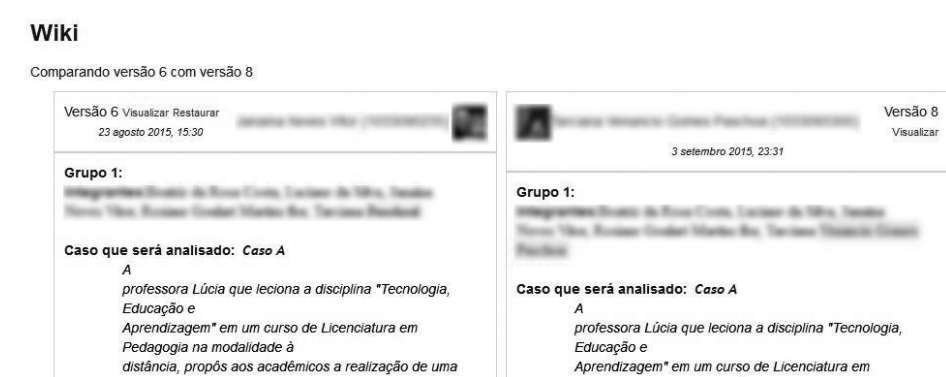 Wiki
Comparando versão 6 com versão 8
Versão 6 Visualizar Restaurar
23 agosto 2015, 15:30
Grupo 1:
Caso que será analisado: Caso A
A
professora Lúcia que leciona a disciplina "Tecnologia,
Educação e
Aprendizagem" em um curso de Licenciatura em
Pedagogia na modalidade à
distância, propôs aos acadêmicos a realização de uma
Versão 8
Visualizar
3 setembro 2015, 23:31
Grupo 1:
Caso que será analisado: Caso A
A
professora Lúcia que leciona a disciplina "Tecnologia,
Educação e
Aprendizagem" em um curso de Licenciatura em